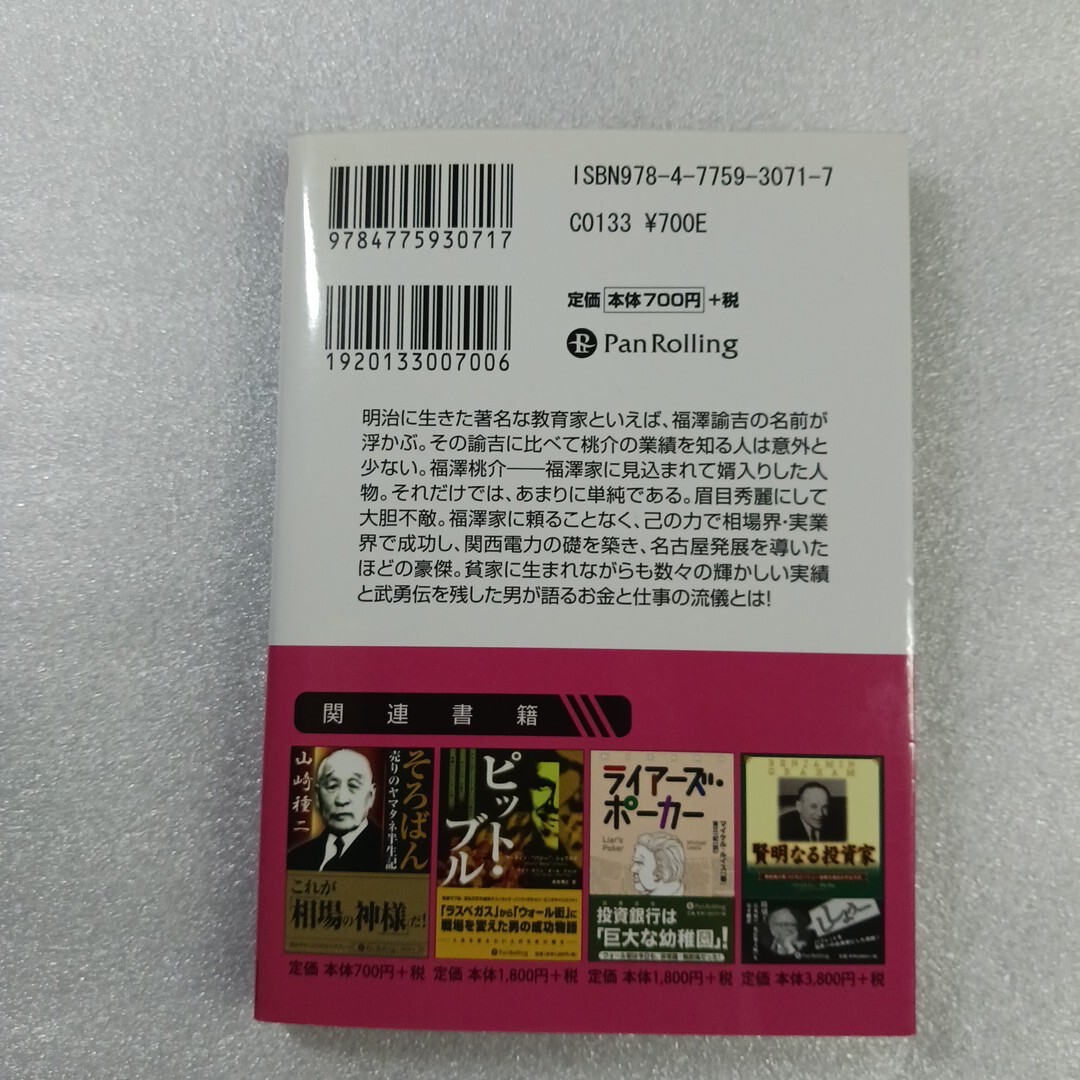 9784775930717
ISBN978-4-7759-3071-7
C0133 ¥700E
1920133007006
定価 本体700円 +税
Pan Rolling
明治に生きた著名な教育家といえば、福澤諭吉の名前が
浮かぶ。その諭吉に比べて桃介の業績を知る人は意外と
少ない。福澤桃介――福澤家に見込まれて婿入りした人
物。それだけでは、あまりに単純である。眉目秀麗にして
大胆不敵。福澤家に頼ることなく、己の力で相場界・実業
界で成功し、関西電力の礎を築き、名古屋発展を導いた
ほどの豪傑。貧家に生まれながらも数々の輝かしい実績
と武勇伝を残した男が語るお金と仕事の流儀とは!
関連書籍
そろばん
売りのヤマタネ半生記
山崎種二
これが
「相場の神様」だ!
PanRolling
定価 本体700円+税
ピット・
ブル
「ラスベガス」から「ウォール街」に
戦場を変えた男の成功物語
PanRolling
定価 本体1,800円+税
ライアーズ・
ポーカー
マイケル・ルイス[著]
Liar's
Poker
Michael
Lewis
PanRolling
投資銀行は
「巨大な幼稚園」!
定価 本体1,800円+税
BENJAMIN
GRAHAM
賢明なる投資家
PanRolling
定価 本体3,800円+税